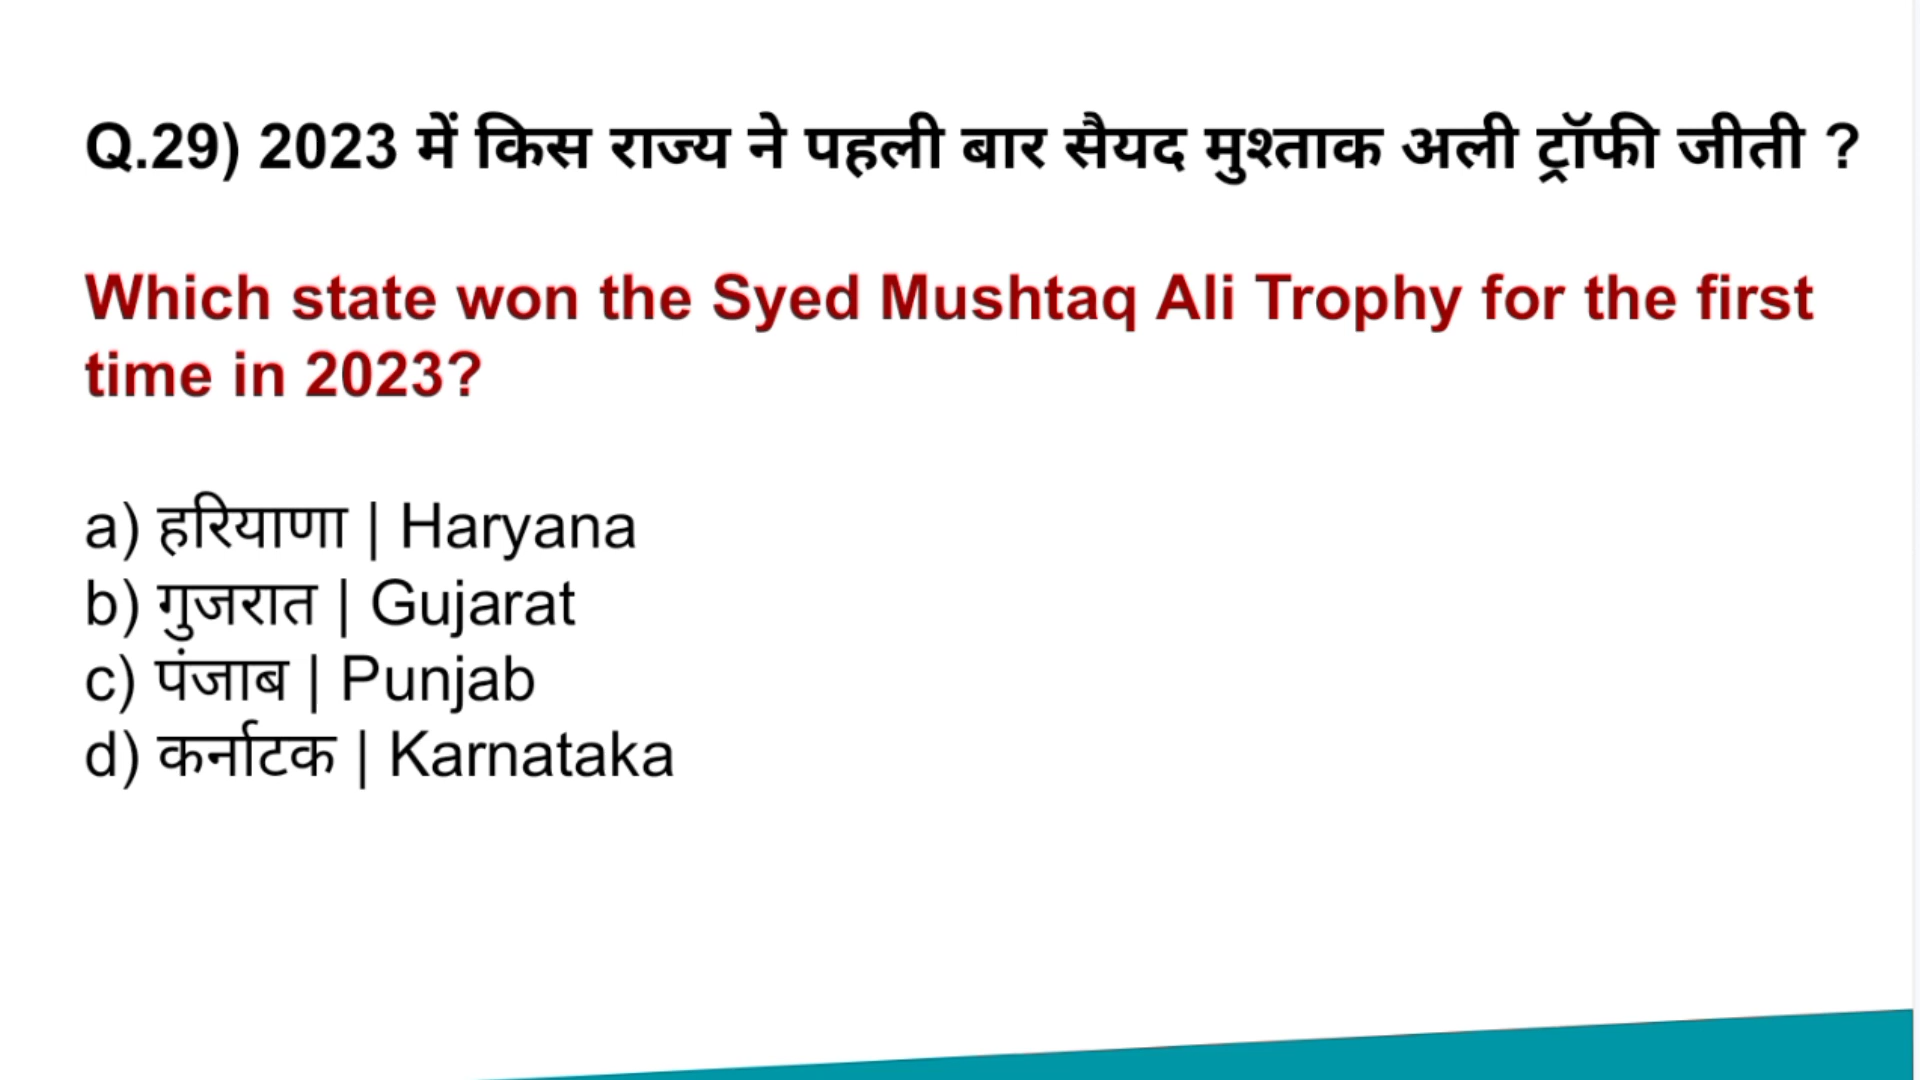 Q.29) 2023 में किस राज्य ने पहली बार सैयद मुश्ताक अली ट्रॉफी जीती ?
Which state won the Syed Mushtaq Ali Trophy for the first
time in 2023?
a) हरियाणा | Haryana
b) गुजरात | Gujarat
c) पंजाब | Punjab
d) कर्नाटक | Karnataka